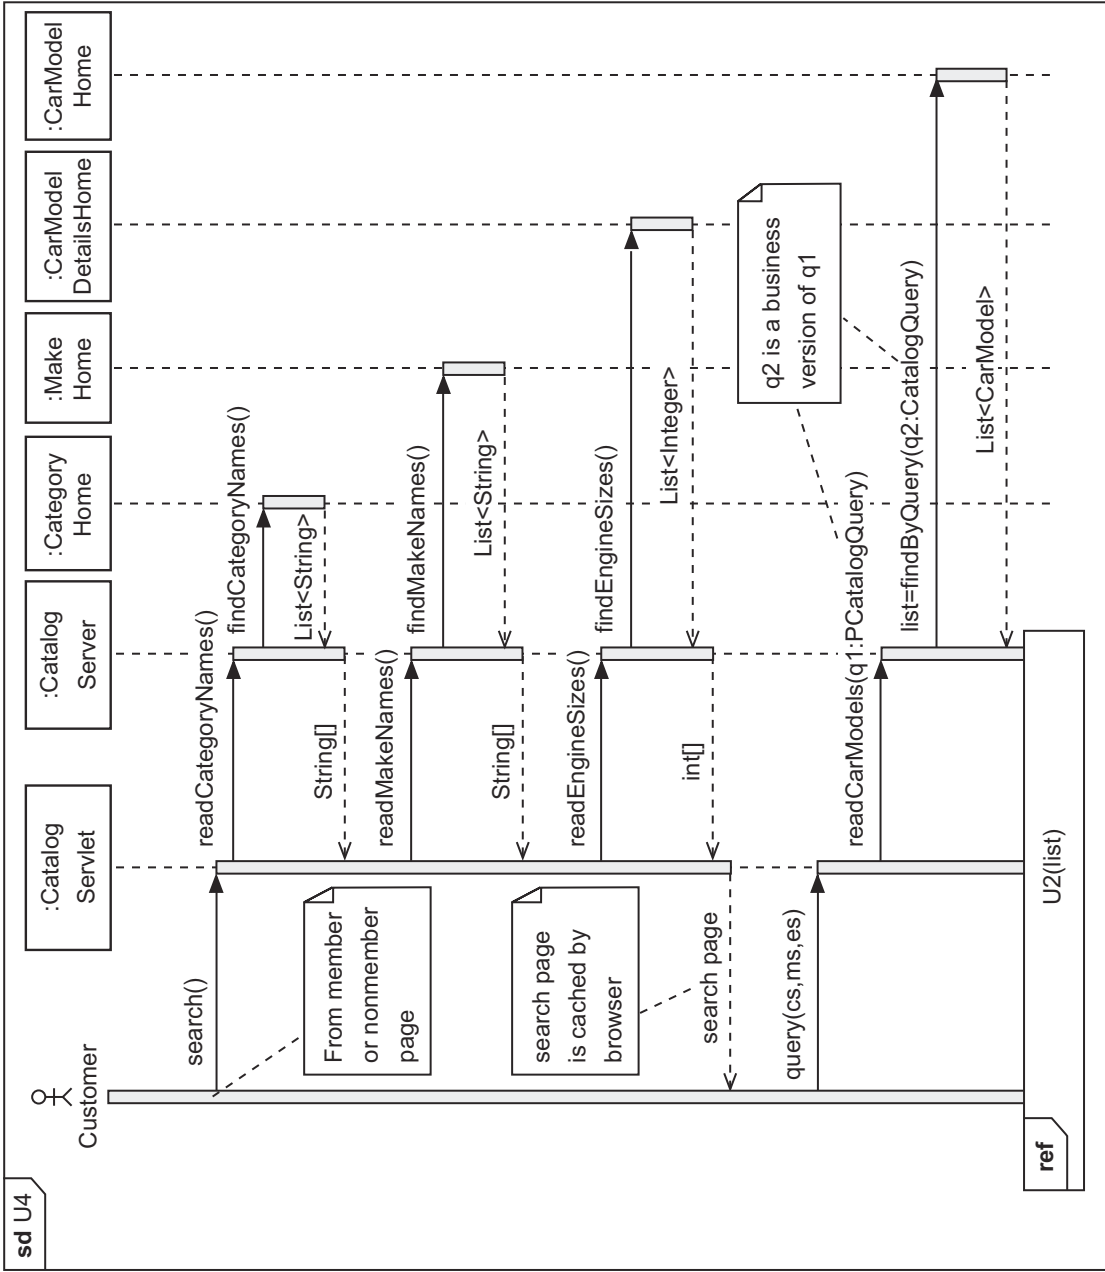 sd U4
Customer
:Catalog
Servlet
:Catalog
Server
:Category
Home
:Make
Home
:CarModel
DetailsHome
:CarModel
Home
search()
From member
or nonmember
page
readCategoryNames()
findCategoryNames()
List<String>
String[]
readMakeNames()
findMakeNames()
List<String>
String[]
readEngineSizes()
findEngineSizes()
List<Integer>
int[]
search page
is cached by
browser
search page
q2 is a business
version of q1
query(cs,ms,es)
readCarModels(q1:PCatalogQuery)
list=findByQuery(q2:CatalogQuery)
List<CarModel>
ref
U2(list)